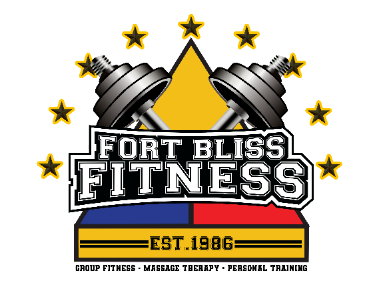 FORT BLISS
FITNESS
EST.1986
GROUP FITNESS - MASSAGE THERAPY - PERSONAL TRAINING